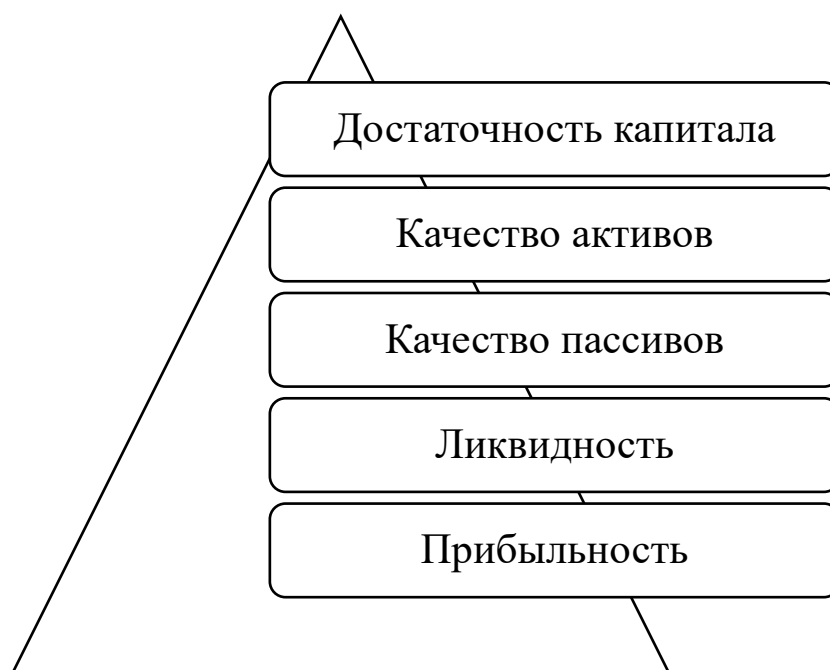 Достаточность капитала
Качество активов
Качество пассивов
Ликвидность
Прибыльность